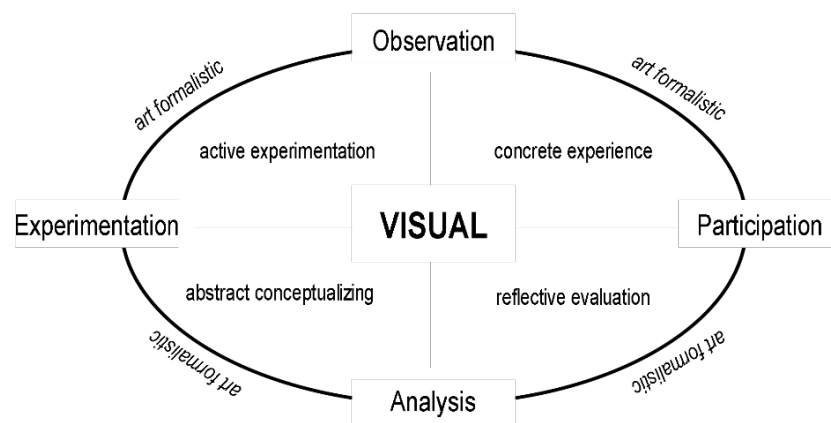 Observation
art formalistic
art formalistic
active experimentation
concrete experience
Experimentation
VISUAL
Participation
abstract conceptualizing
reflective evaluation
art formalistic
art formalistic
Analysis